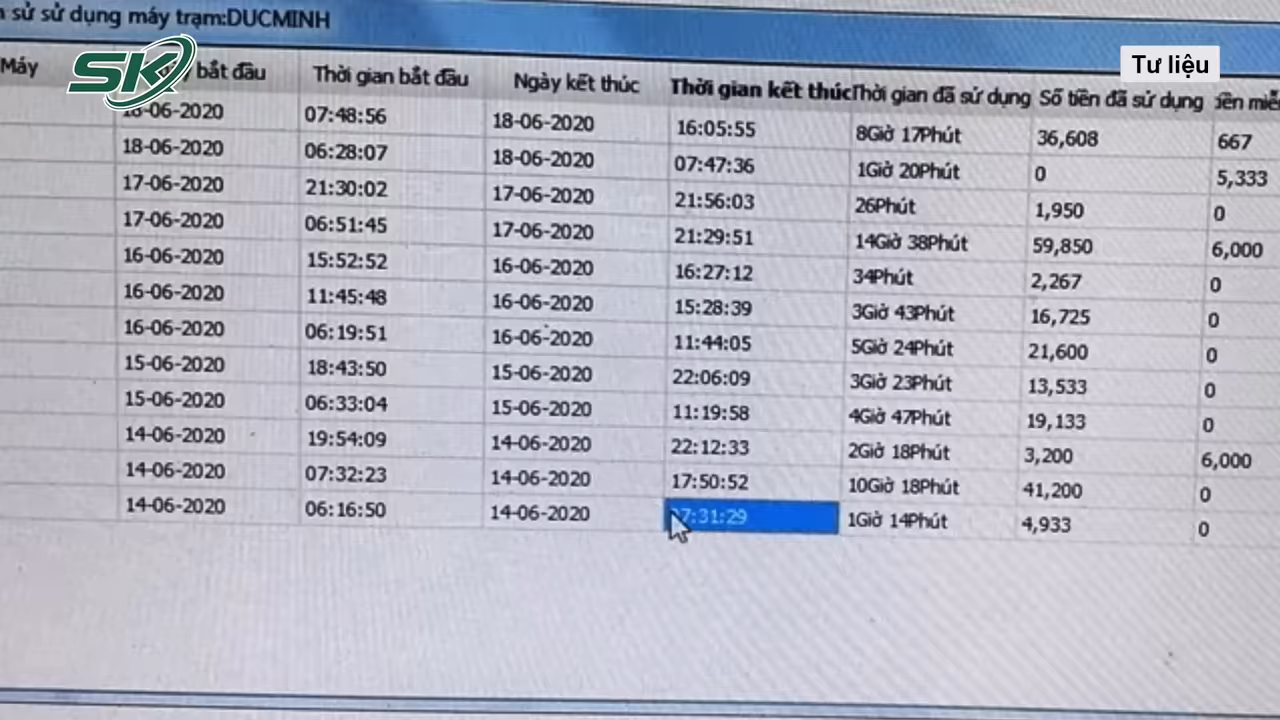 sử sử dụng máy trạm:DUCMINH
SK
Tư liệu
Máy bắt đầu Thời gian bắt đầu Ngày kết thúc Thời gian kết thúc Thời gian đã sử dụng Số tiền đã sử dụng
18-06-2020 07:48:56 18-06-2020 16:05:55 8Giờ 17Phút 36,608 667
18-06-2020 06:28:07 18-06-2020 07:47:36 1Giờ 20Phút 0 5,333
17-06-2020 21:30:02 17-06-2020 21:56:03 26Phút 1,950 0
17-06-2020 06:51:45 17-06-2020 21:29:51 14Giờ 38Phút 59,850 6,000
16-06-2020 15:52:52 16-06-2020 16:27:12 34Phút 2,267 0
16-06-2020 11:45:48 16-06-2020 15:28:39 3Giờ 43Phút 16,725 0
16-06-2020 06:19:51 16-06-2020 11:44:05 5Giờ 24Phút 21,600 0
15-06-2020 18:43:50 15-06-2020 22:06:09 3Giờ 23Phút 13,533 0
15-06-2020 06:33:04 15-06-2020 11:19:58 4Giờ 47Phút 19,133 0
14-06-2020 19:54:09 14-06-2020 22:12:33 2Giờ 18Phút 3,200 6,000
14-06-2020 07:32:23 14-06-2020 17:50:52 10Giờ 18Phút 41,200 0
14-06-2020 06:16:50 14-06-2020 07:31:29 1Giờ 14Phút 4,933 0